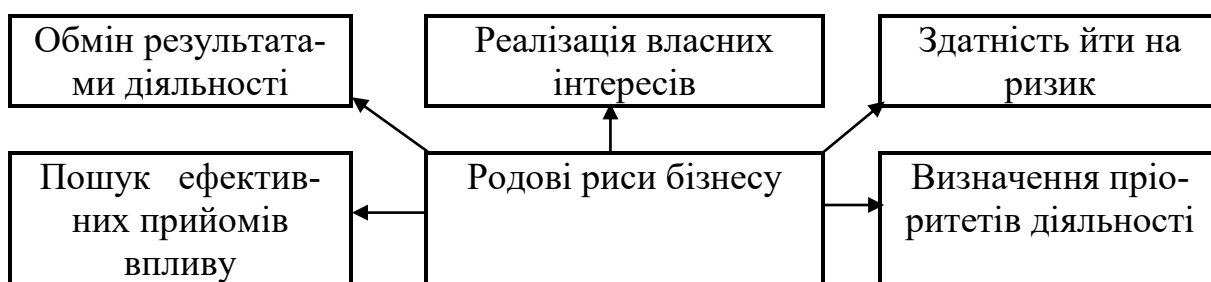 Обмін результата-
ми діяльності
Реалізація власних
інтересів
Здатність йти на
ризик
Пошук ефектив-
них прийомів
впливу
Родові риси бізнесу
Визначення пріо-
ритетів діяльності